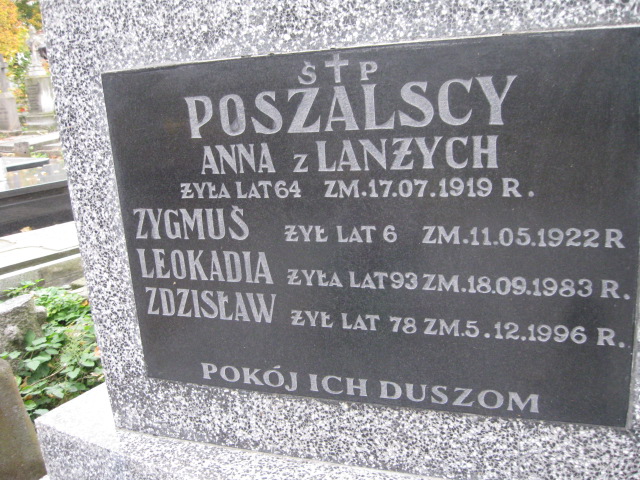 Ś † P
POSZALSCY
ANNA z LANŻYCH
ŻYŁA LAT 64 ZM.17.07.1919 R.
ZYGMUŚ ŻYŁ LAT 6 ZM.11.05.1922 R
LEOKADIA ŻYŁA LAT 93 ZM.18.09.1983 R.
ZDZISŁAW ŻYŁ LAT 78 ZM.5.12.1996 R.
POKÓJ ICH DUSZOM